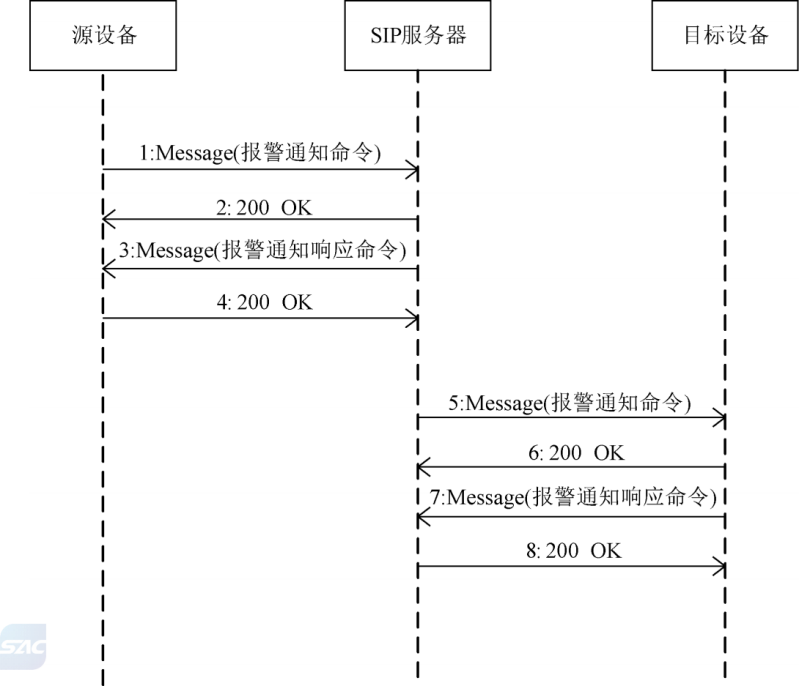 源设备
SIP服务器
目标设备
1:Message(报警通知命令)
2: 200 OK
3:Message(报警通知响应命令)
4: 200 OK
5:Message(报警通知命令)
6: 200 OK
7:Message(报警通知响应命令)
8: 200 OK
SAC